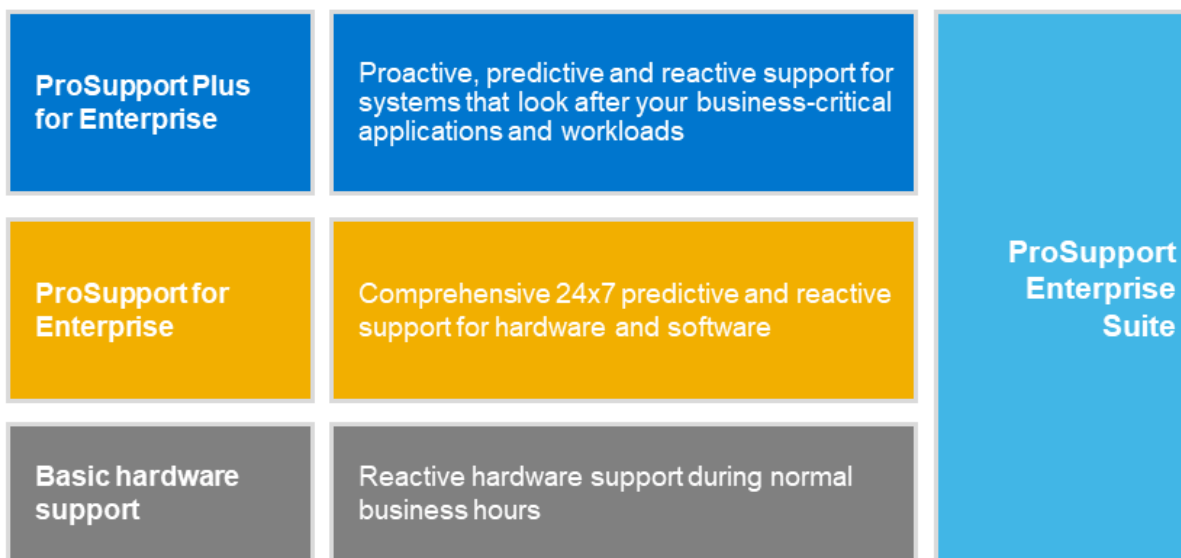 ProSupport Plus
for Enterprise
Proactive, predictive and reactive support for
systems that look after your business-critical
applications and workloads
ProSupport for
Enterprise
Comprehensive 24x7 predictive and reactive
support for hardware and software
Basic hardware
support
Reactive hardware support during normal
business hours
ProSupport
Enterprise
Suite